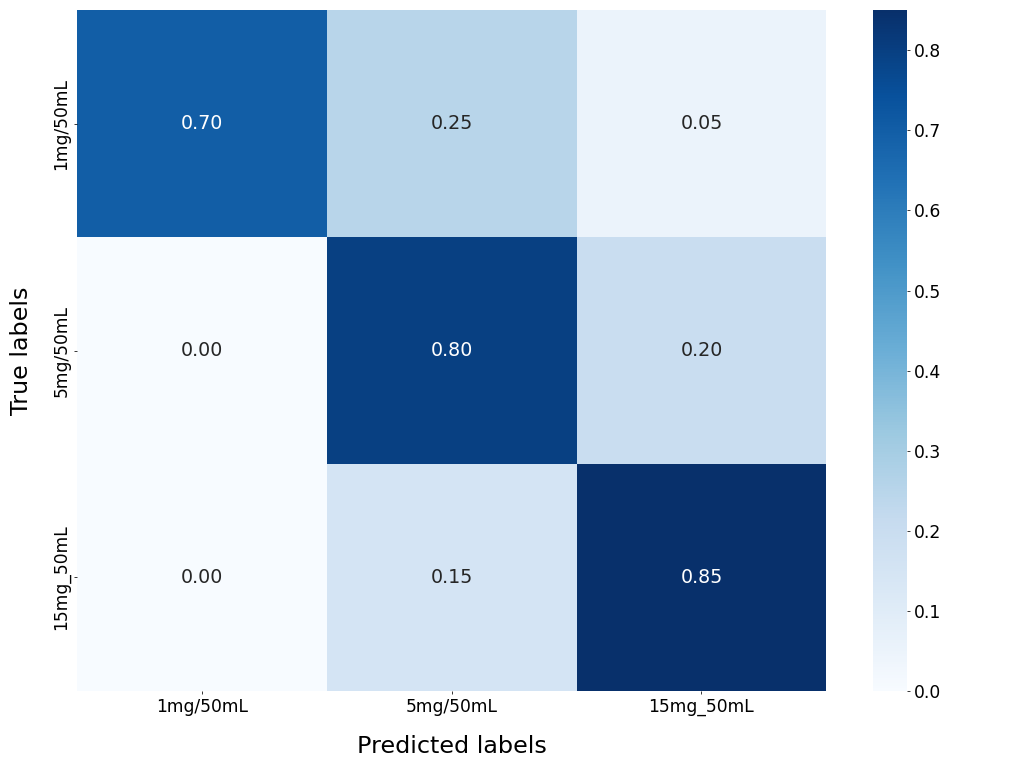 True labels
1mg/50mL
0.70 0.25 0.05
5mg/50mL
0.00 0.80 0.20
15mg_50mL
0.00 0.15 0.85
1mg/50mL 5mg/50mL 15mg_50mL
Predicted labels
0.8
0.7
0.6
0.5
0.4
0.3
0.2
0.1
0.0